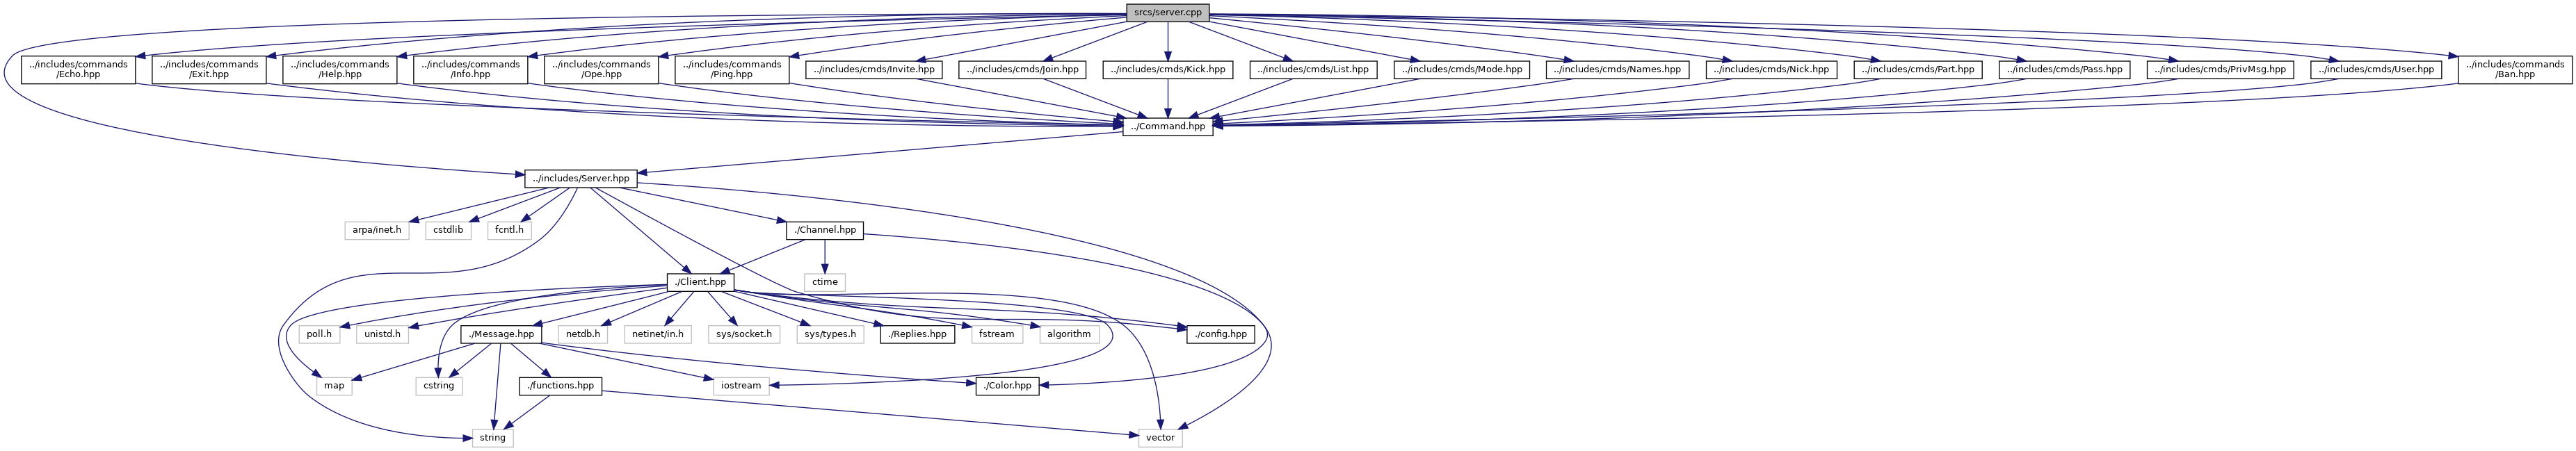 srcs/server.cpp
../includes/commands
/Echo.hpp
../includes/commands
/Exit.hpp
../includes/commands
/Help.hpp
../includes/commands
/Info.hpp
../includes/commands
/Ope.hpp
../includes/commands
/Ping.hpp
../includes/cmds/Invite.hpp
../includes/cmds/Join.hpp
../includes/cmds/Kick.hpp
../includes/cmds/List.hpp
../includes/cmds/Mode.hpp
../includes/cmds/Names.hpp
../includes/cmds/Nick.hpp
../includes/cmds/Part.hpp
../includes/cmds/Pass.hpp
../includes/cmds/PrivMsg.hpp
../includes/cmds/User.hpp
../includes/commands
/Ban.hpp
../Command.hpp
../includes/Server.hpp
arpa/inet.h
cstdlib
fcntl.h
./Channel.hpp
./Client.hpp
ctime
poll.h
unistd.h
./Message.hpp
netdb.h
netinet/in.h
sys/socket.h
sys/types.h
./Replies.hpp
fstream
algorithm
./config.hpp
map
cstring
./functions.hpp
iostream
./Color.hpp
string
vector